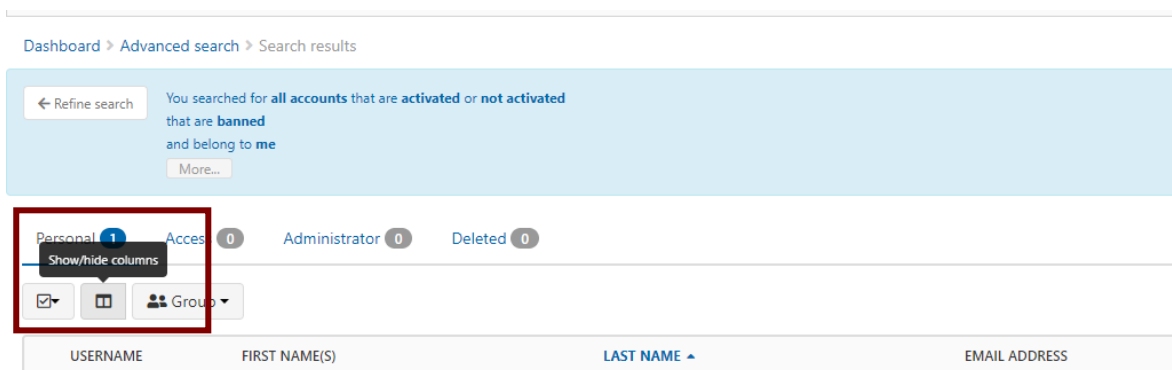 Dashboard > Advanced search > Search results
← Refine search
You searched for all accounts that are activated or not activated
that are banned
and belong to me
More...
Personal 1 Access 0 Administrator 0 Deleted 0
Show/hide columns
Group
USERNAME FIRST NAME(S) LAST NAME EMAIL ADDRESS